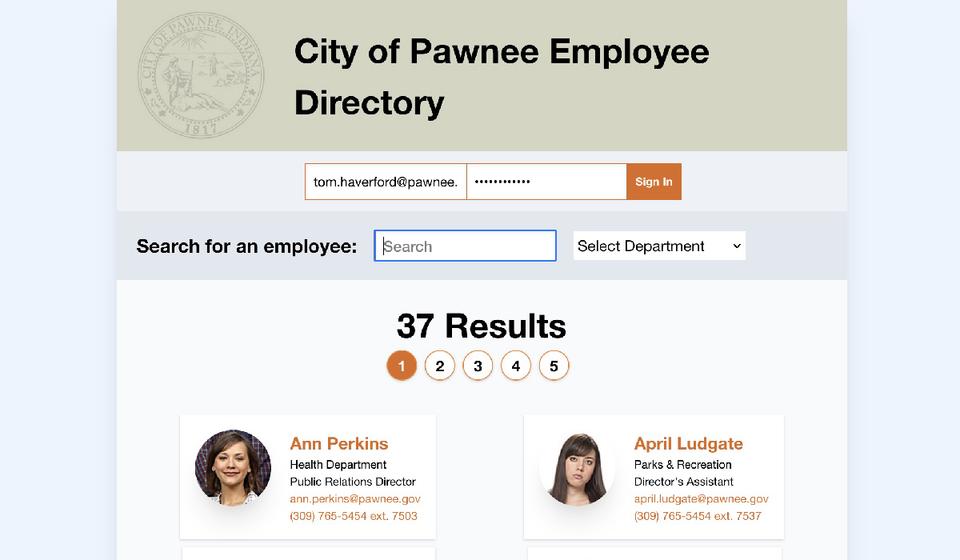 CITY OF PAWNEE, INDIANA
1817
City of Pawnee Employee
Directory
tom.haverford@pawnee.
••••••••••••
Sign In
Search for an employee:
Search
Select Department
37 Results
1 2 3 4 5
Ann Perkins
Health Department
Public Relations Director
ann.perkins@pawnee.gov
(309) 765-5454 ext. 7503
April Ludgate
Parks & Recreation
Director's Assistant
april.ludgate@pawnee.gov
(309) 765-5454 ext. 7537